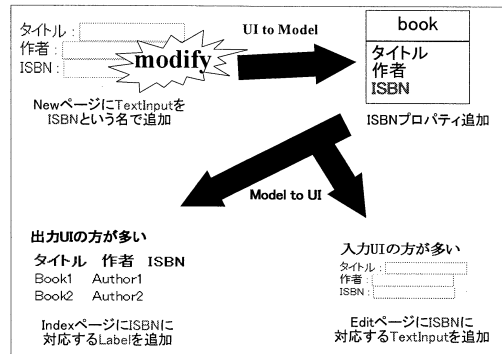 タイトル :
作者 :
ISBN :
modify
UI to Model
book
タイトル
作者
ISBN
NewページにTextInputを
ISBNという名で追加
ISBNプロパティ追加
Model to UI
出力UIの方が多い
タイトル 作者 ISBN
Book1 Author1
Book2 Author2
IndexページにISBNに
対応するLabelを追加
入力UIの方が多い
タイトル :
作者 :
ISBN :
EditページにISBNに
対応するTextInputを追加